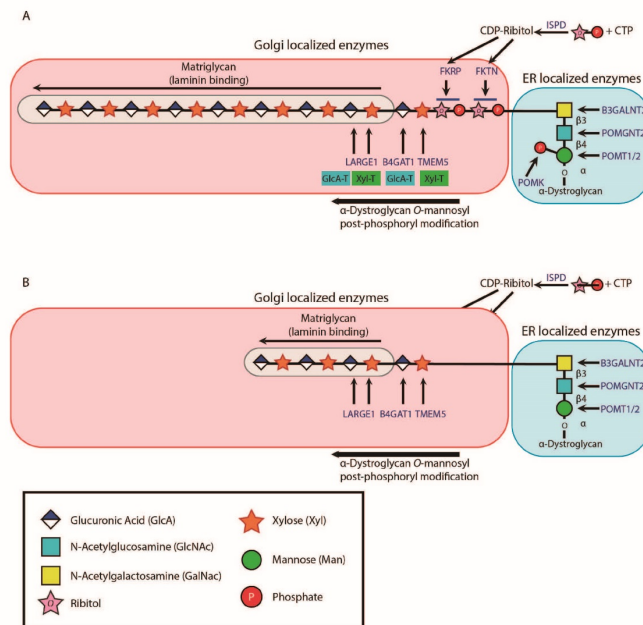 A
CDP-Ribitol
ISPD
O
P
+ CTP
Golgi localized enzymes
Matriglycan
(laminin binding)
FKRP
FKTN
ER localized enzymes
O
P
O
P
B3GALNT2
β3
POMGNT2
β4
P
POMT1/2
LARGE1
B4GAT1
TMEM5
O
α
GlcA-T
Xyl-T
GlcA-T
Xyl-T
POMK
α-Dystroglycan
α-Dystroglycan O-mannosyl
post-phosphoryl modification
B
CDP-Ribitol
ISPD
+ CTP
Golgi localized enzymes
Matriglycan
(laminin binding)
ER localized enzymes
B3GALNT2
β3
POMGNT2
β4
POMT1/2
LARGE1
B4GAT1
TMEM5
O
α
α-Dystroglycan
α-Dystroglycan O-mannosyl
post-phosphoryl modification
Glucuronic Acid (GlcA)
Xylose (Xyl)
N-Acetylglucosamine (GlcNAc)
Mannose (Man)
N-Acetylgalactosamine (GalNac)
O
Ribitol
P
Phosphate